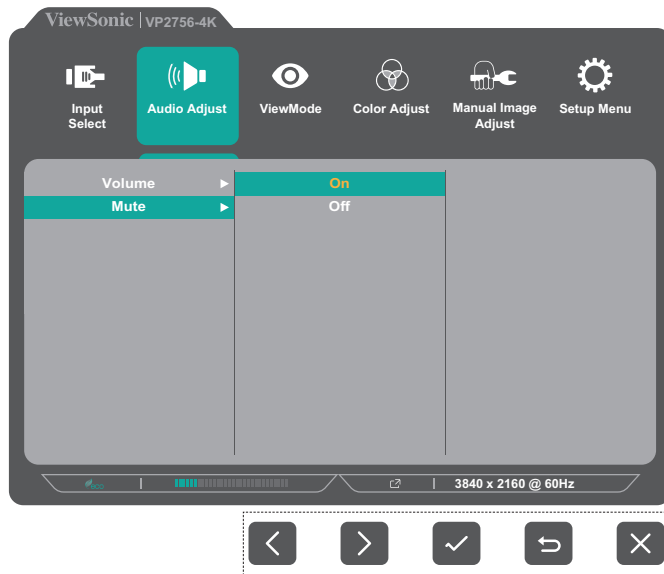 ViewSonic | VP2756-4K
Input Select
Audio Adjust
ViewMode
Color Adjust
Manual Image Adjust
Setup Menu
Volume
On
Mute
Off
eco
3840 x 2160 @ 60Hz